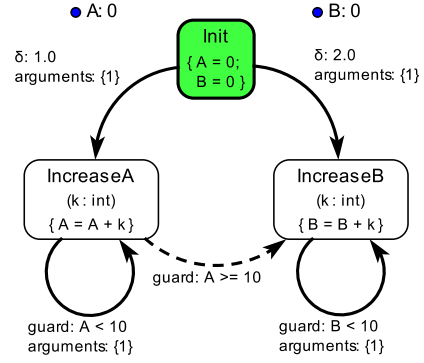 A: 0
B: 0
Init
{ A = 0;
B = 0 }
δ: 1.0
arguments: {1}
δ: 2.0
arguments: {1}
IncreaseA
(k : int)
{ A = A + k }
IncreaseB
(k : int)
{ B = B + k }
guard: A >= 10
guard: A < 10
arguments: {1}
guard: B < 10
arguments: {1}